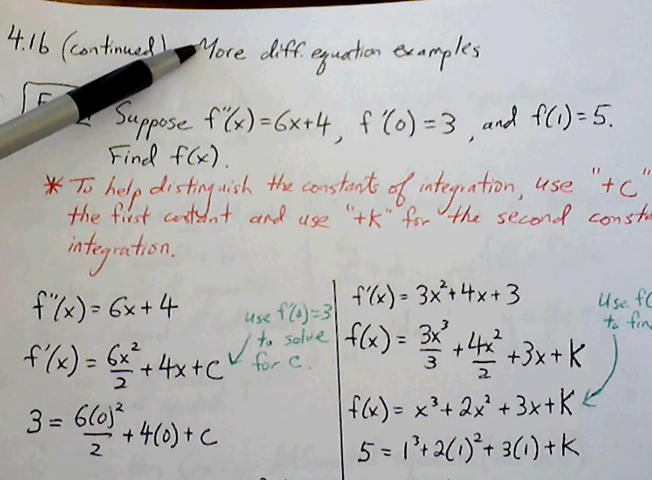 4.1b (continued) More diff. equation examples
Suppose f''(x) = 6x+4, f'(0) = 3, and f(1) = 5.
Find f(x).
* To help distinguish the constants of integration, use "+C"
the first constant and use "+K" for the second
integration.
f''(x) = 6x + 4
f'(x) = 6x²/2 + 4x + C
3 = 6(0)²/2 + 4(0) + C
use f'(0)=3
to solve
for C.
f'(x) = 3x² + 4x + 3
f(x) = 3x³/3 + 4x²/2 + 3x + K
f(x) = x³ + 2x² + 3x + K
5 = 1³ + 2(1)² + 3(1) + K
Use
to